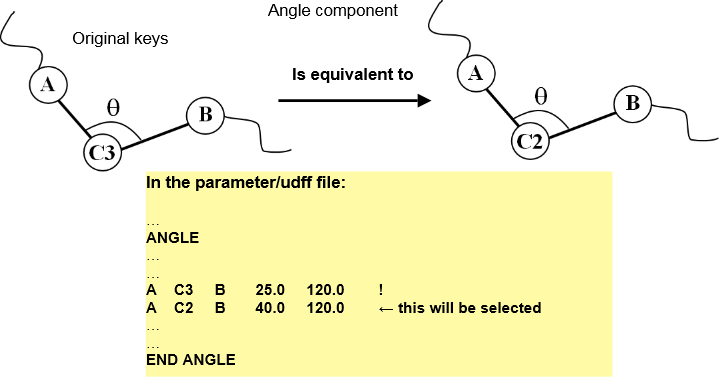 Angle component
Original keys
Is equivalent to
A
θ
B
C3
A
θ
B
C2
In the parameter/udff file:
...
ANGLE
...
...
A C3 B 25.0 120.0 !
A C2 B 40.0 120.0 ← this will be selected
...
...
END ANGLE